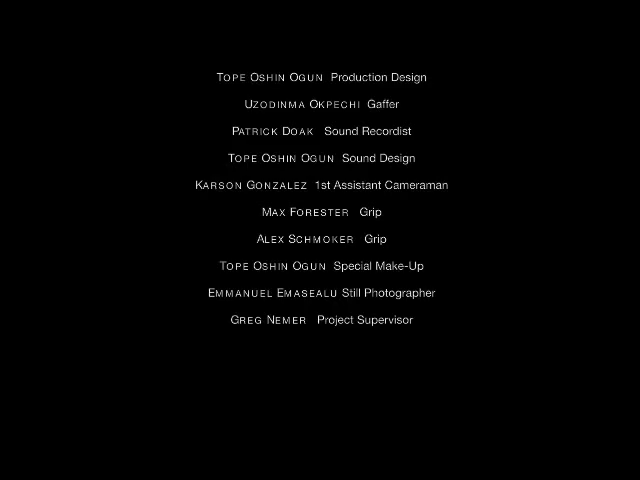 Tope Oshin Ogun Production Design
Uzodinma Okpechi Gaffer
Patrick Doak Sound Recordist
Tope Oshin Ogun Sound Design
Karson Gonzalez 1st Assistant Cameraman
Max Forester Grip
Alex Schmoker Grip
Tope Oshin Ogun Special Make-Up
Emmanuel Emasealu Still Photographer
Greg Nemer Project Supervisor